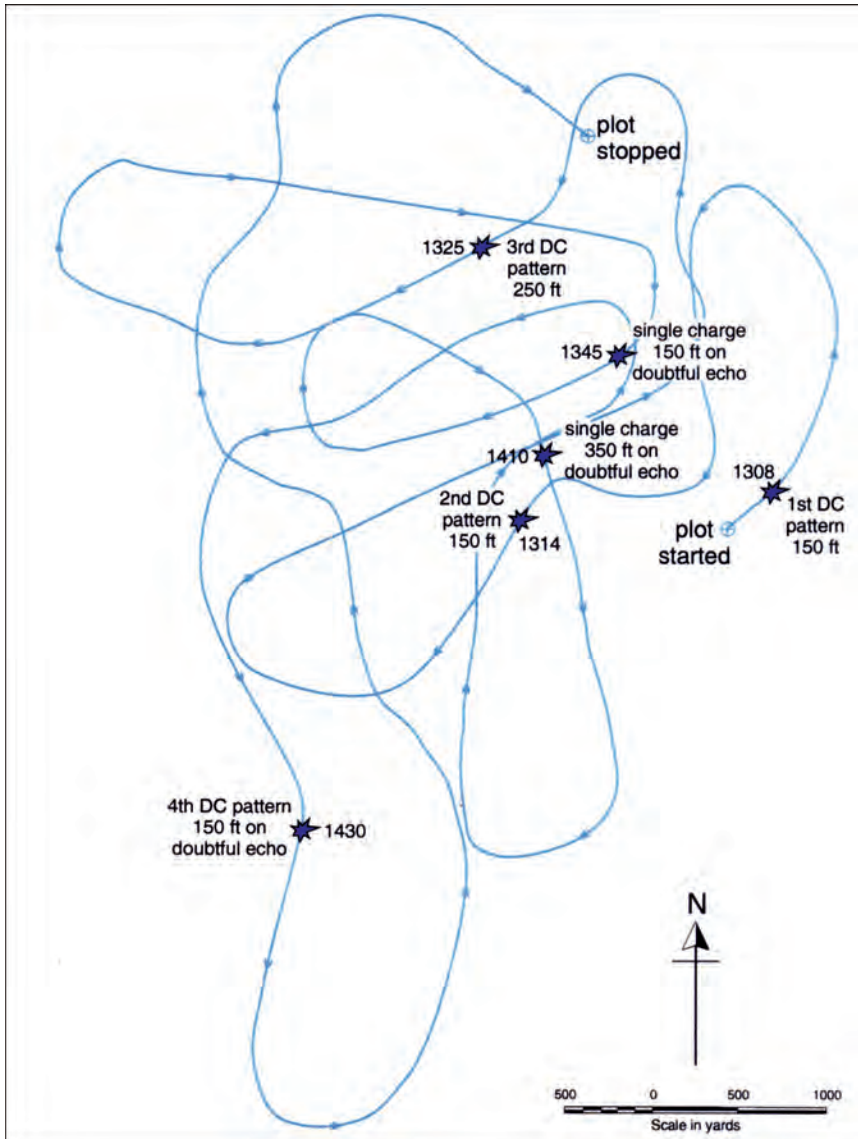 plot
stopped
1325
3rd DC
pattern
250 ft
single charge
1345
150 ft on
doubtful echo
single charge
1410
350 ft on
doubtful echo
2nd DC
pattern
150 ft
1314
1308
1st DC
pattern
150 ft
plot
started
4th DC pattern
150 ft on
doubtful echo
1430
N
500 0 500 1000
Scale in yards